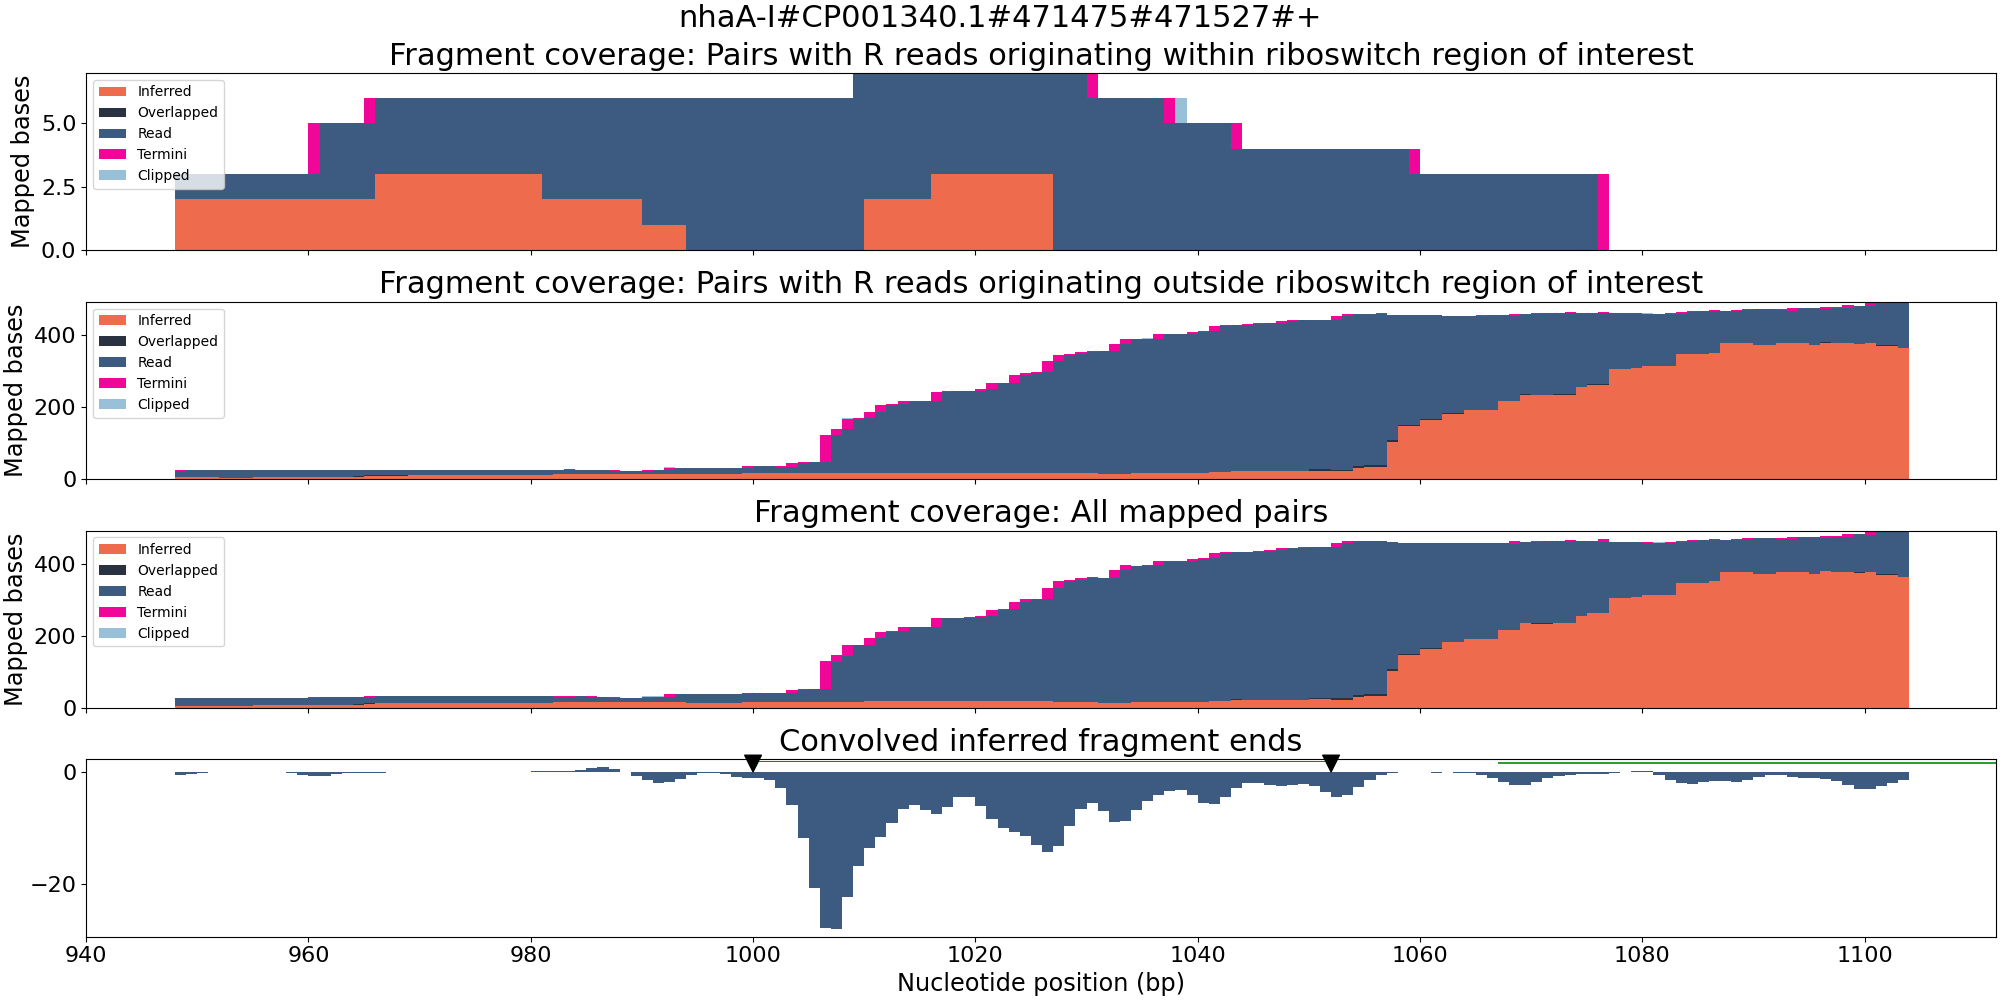 nhaA-I#CP001340.1#471475#471527#+
Fragment coverage: Pairs with R reads originating within riboswitch region of interest
Mapped bases
5.0
2.5
0.0
Inferred
Overlapped
Read
Termini
Clipped
Fragment coverage: Pairs with R reads originating outside riboswitch region of interest
Mapped bases
400
200
0
Inferred
Overlapped
Read
Termini
Clipped
Fragment coverage: All mapped pairs
Mapped bases
400
200
0
Inferred
Overlapped
Read
Termini
Clipped
Convolved inferred fragment ends
0
−20
940 960 980 1000 1020 1040 1060 1080 1100
Nucleotide position (bp)